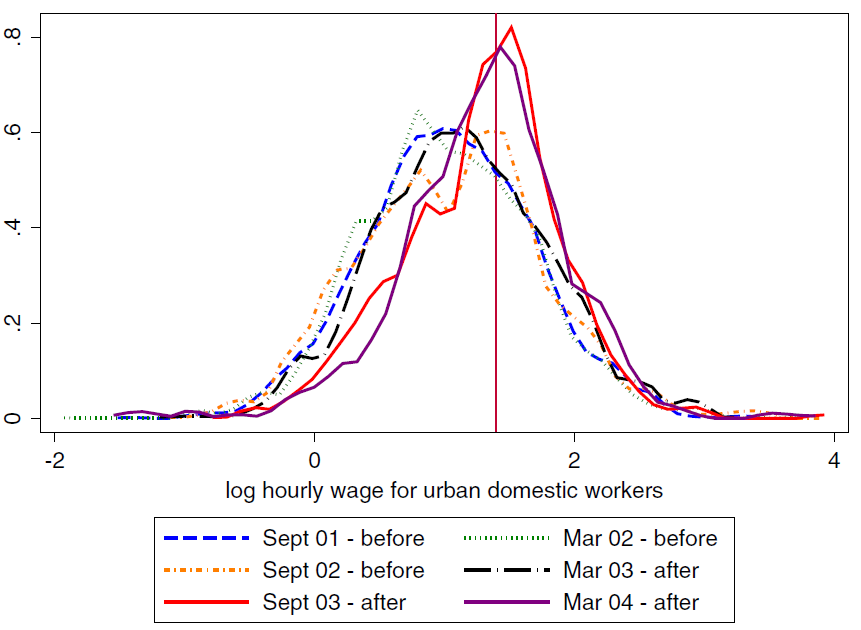 .8
.6
.4
.2
0
-2 0 2 4
log hourly wage for urban domestic workers
Sept 01 - before Mar 02 - before
Sept 02 - before Mar 03 - after
Sept 03 - after Mar 04 - after